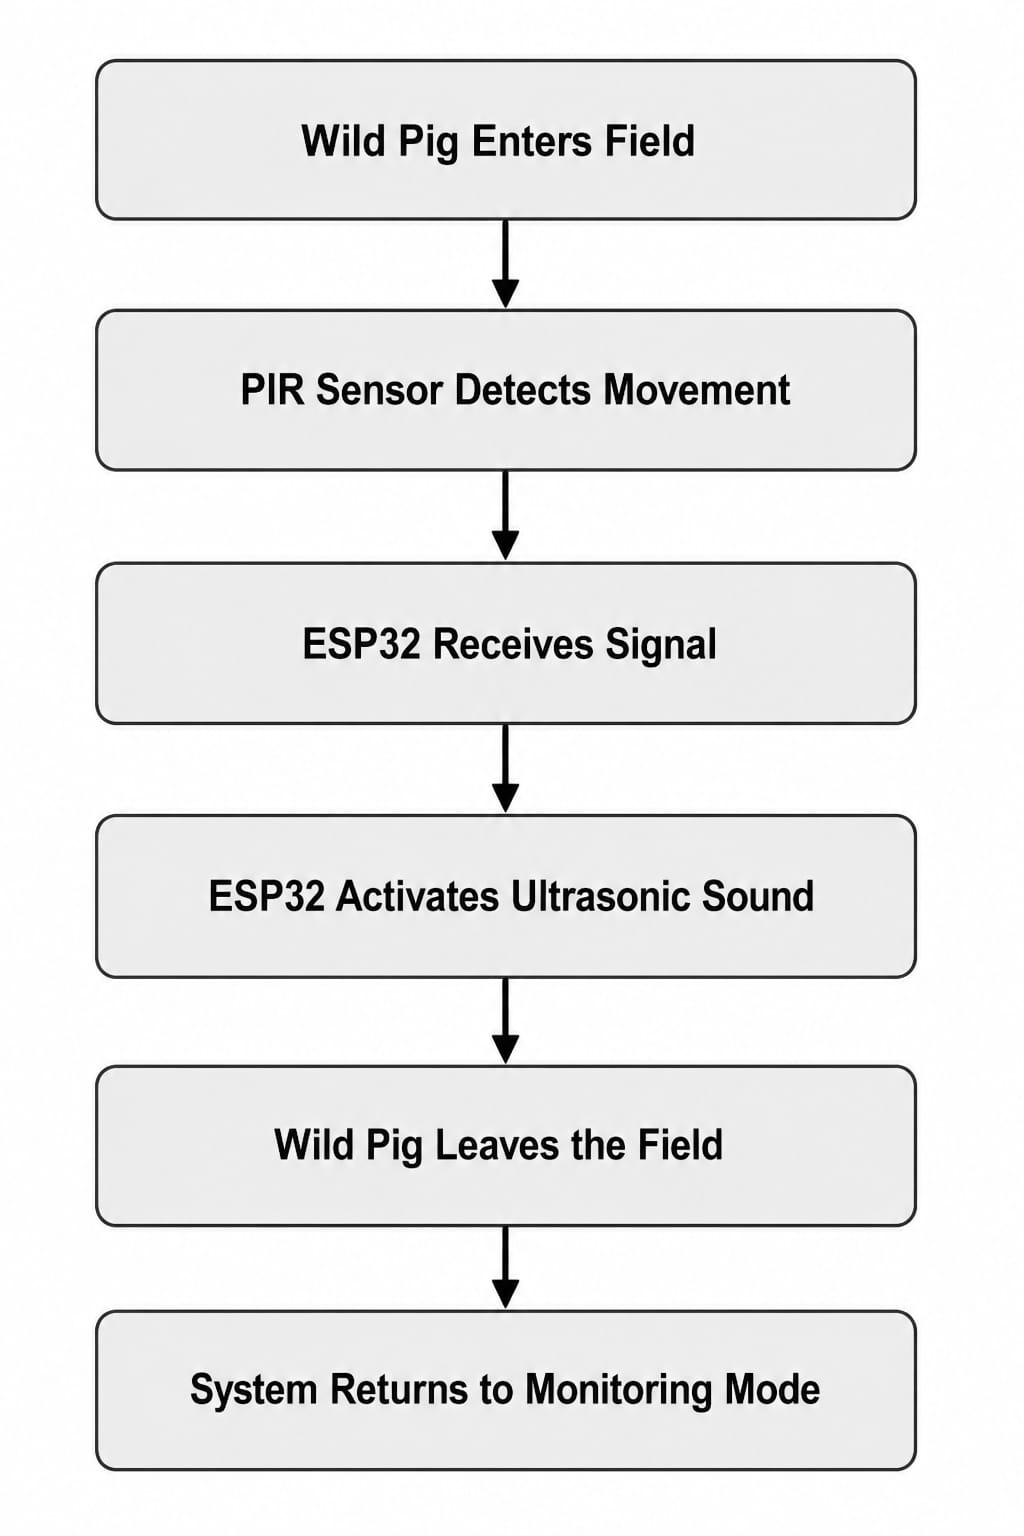 Wild Pig Enters Field
PIR Sensor Detects Movement
ESP32 Receives Signal
ESP32 Activates Ultrasonic Sound
Wild Pig Leaves the Field
System Returns to Monitoring Mode